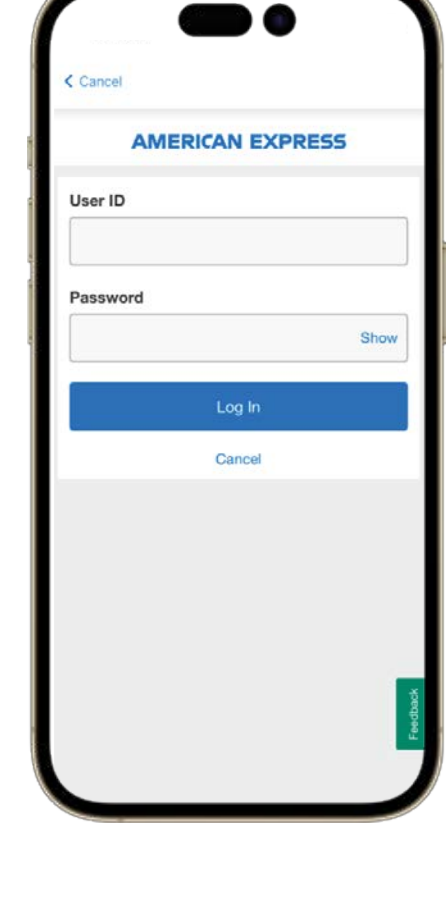 Cancel
AMERICAN EXPRESS
User ID
Password
Show
Log In
Cancel
Feedback